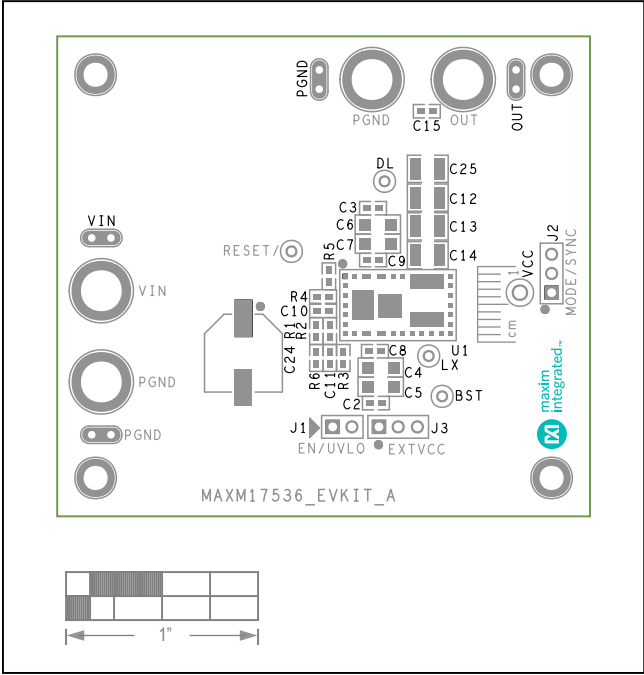 PGND
PGND
OUT
OUT
C15
DL
C25
C3
C12
C6
C13
C7
C14
C9
VIN
RESET/
R5
VIN
R4
C10
R1
R2
C24
R6
C11
R3
C8
C4
C5
C2
U1
LX
BST
1
cm
VCC
J2
MODE/SYNC
maxim
integrated™
PGND
PGND
J1
EN/UVLO
J3
EXTVCC
MAXM17536_EVKIT_A
1”